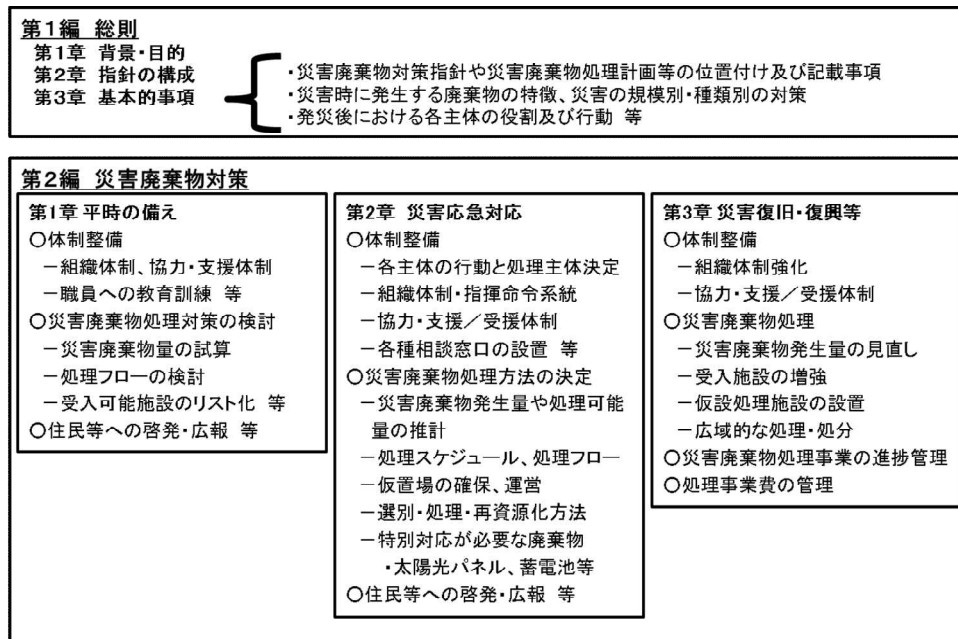 第1編 総則
第1章 背景・目的
第2章 指針の構成
第3章 基本的事項
・災害廃棄物対策指針や災害廃棄物処理計画等の位置付け及び記載事項
・災害時に発生する廃棄物の特徴、災害の規模別・種類別の対策
・発災後における各主体の役割及び行動 等
第2編 災害廃棄物対策
第1章 平時の備え
○体制整備
－組織体制、協力・支援体制
－職員への教育訓練 等
○災害廃棄物処理対策の検討
－災害廃棄物量の試算
－処理フローの検討
－受入可能施設のリスト化 等
○住民等への啓発・広報 等
第2章 災害応急対応
○体制整備
－各主体の行動と処理主体決定
－組織体制・指揮命令系統
－協力・支援／受援体制
－各種相談窓口の設置 等
○災害廃棄物処理方法の決定
－災害廃棄物発生量や処理可能
量の推計
－処理スケジュール、処理フロー
－仮置場の確保、運営
－選別・処理・再資源化方法
－特別対応が必要な廃棄物
・太陽光パネル、蓄電池等
○住民等への啓発・広報 等
第3章 災害復旧・復興等
○体制整備
－組織体制強化
－協力・支援／受援体制
○災害廃棄物処理
－災害廃棄物発生量の見直し
－受入施設の増強
－仮設処理施設の設置
－広域的な処理・処分
○災害廃棄物処理事業の進捗管理
○処理事業費の管理